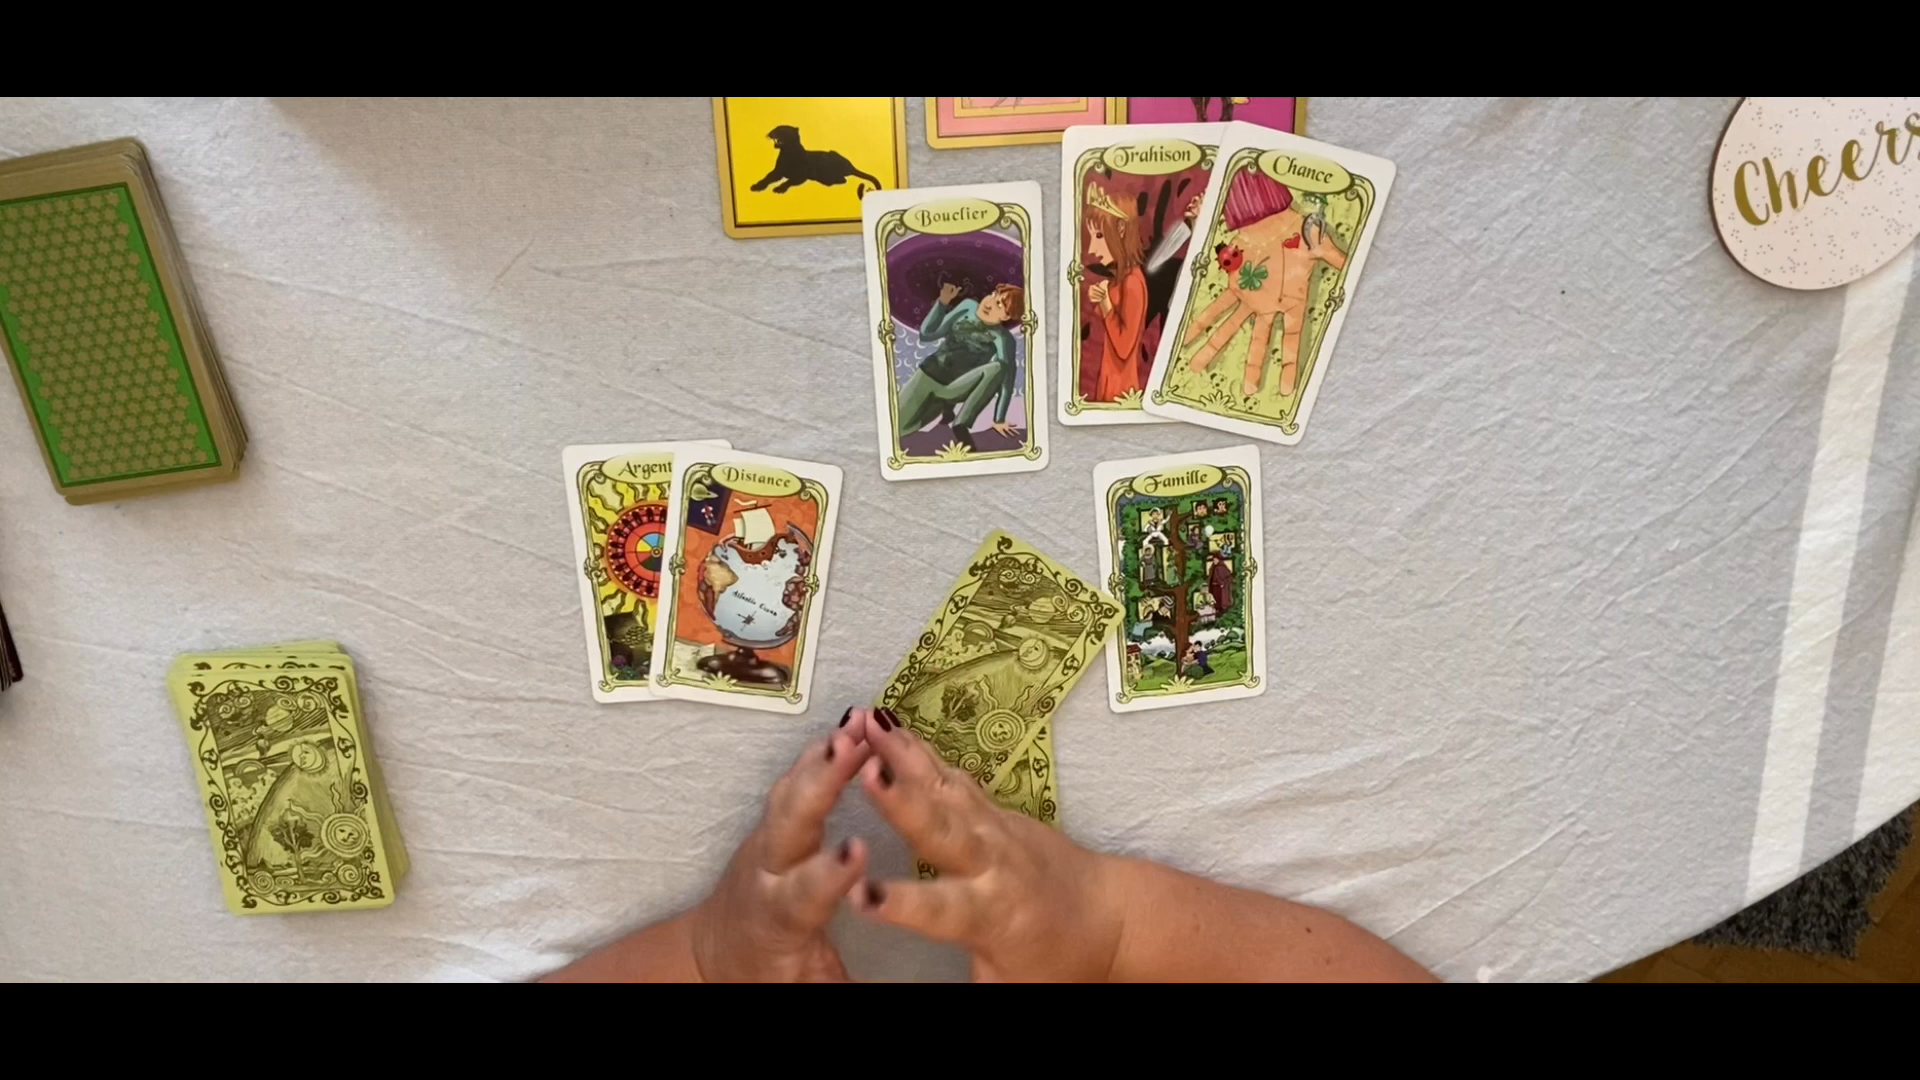 Cheers
Trahison
Chance
Bouclier
Argent
Distance
Famille